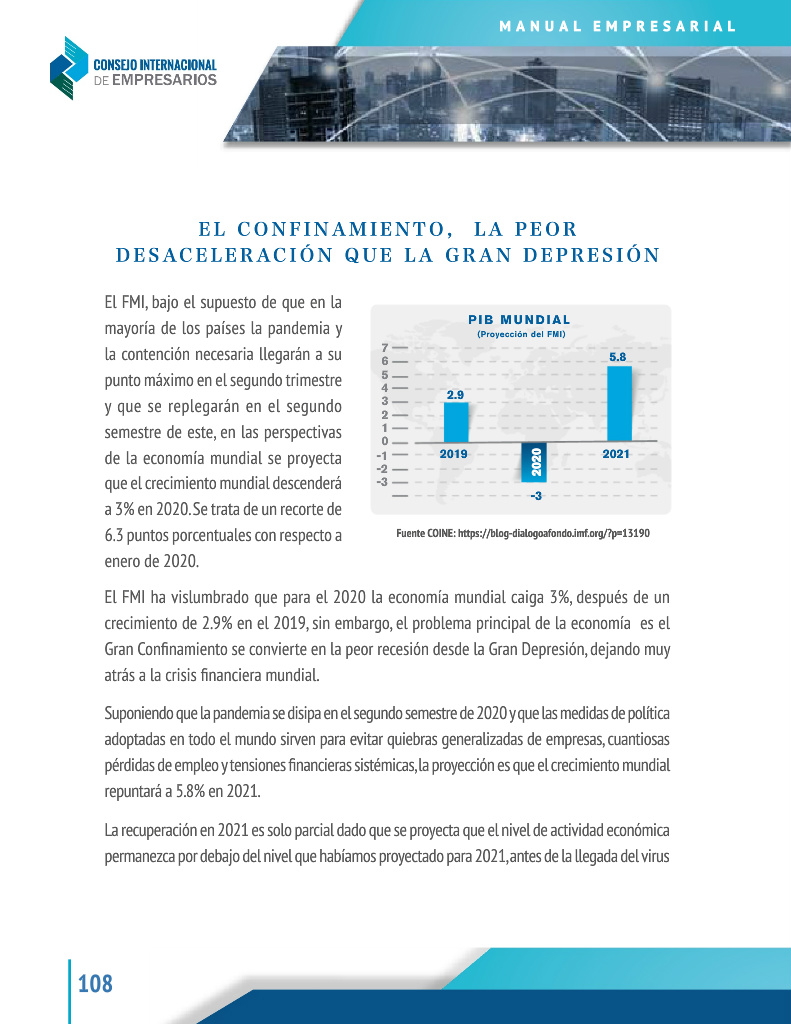 MANUAL EMPRESARIAL
CONSEJO INTERNACIONAL
DE EMPRESARIOS
EL CONFINAMIENTO, LA PEOR
DESACELERACIÓN QUE LA GRAN DEPRESIÓN
El FMI, bajo el supuesto de que en la
mayoría de los países la pandemia y
la contención necesaria llegarán a su
punto máximo en el segundo trimestre
y que se replegarán en el segundo
semestre de este, en las perspectivas
de la economía mundial se proyecta
que el crecimiento mundial descenderá
a 3% en 2020. Se trata de un recorte de
6.3 puntos porcentuales con respecto a
enero de 2020.
PIB MUNDIAL
(Proyección del FMI)
7
6
5
4
3
2
1
0
-1
-2
-3
2.9
2019
2020
-3
5.8
2021
Fuente COINE: https://blog-dialogoafondo.imf.org/?p=13190
El FMI ha vislumbrado que para el 2020 la economía mundial caiga 3%, después de un
crecimiento de 2.9% en el 2019, sin embargo, el problema principal de la economía es el
Gran Confinamiento se convierte en la peor recesión desde la Gran Depresión, dejando muy
atrás a la crisis financiera mundial.
Suponiendo que la pandemia se disipa en el segundo semestre de 2020 y que las medidas de política
adoptadas en todo el mundo sirven para evitar quiebras generalizadas de empresas, cuantiosas
pérdidas de empleo y tensiones financieras sistémicas, la proyección es que el crecimiento mundial
repuntará a 5.8% en 2021.
La recuperación en 2021 es solo parcial dado que se proyecta que el nivel de actividad económica
permanezca por debajo del nivel que habíamos proyectado para 2021, antes de la llegada del virus
108